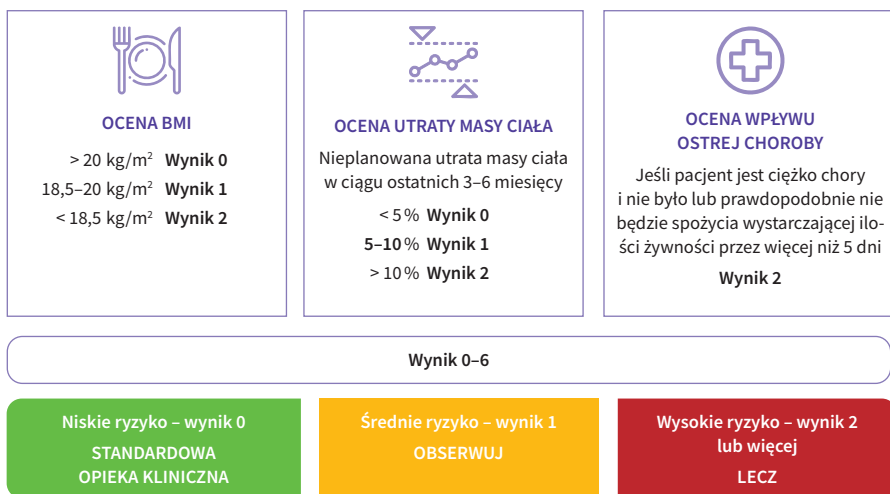 OCENA BMI
> 20 kg/m² Wynik 0
18,5–20 kg/m² Wynik 1
< 18,5 kg/m² Wynik 2
OCENA UTRATY MASY CIAŁA
Nieplanowana utrata masy ciała
w ciągu ostatnich 3–6 miesięcy
< 5 % Wynik 0
5–10 % Wynik 1
> 10 % Wynik 2
OCENA WPŁYWU
OSTREJ CHOROBY
Jeśli pacjent jest ciężko chory
i nie było lub prawdopodobnie nie
będzie spożycia wystarczającej ilo-
ści żywności przez więcej niż 5 dni
Wynik 2
Wynik 0–6
Niskie ryzyko – wynik 0
STANDARDOWA
OPIEKA KLINICZNA
Średnie ryzyko – wynik 1
OBSERWUJ
Wysokie ryzyko – wynik 2
lub więcej
LECZ